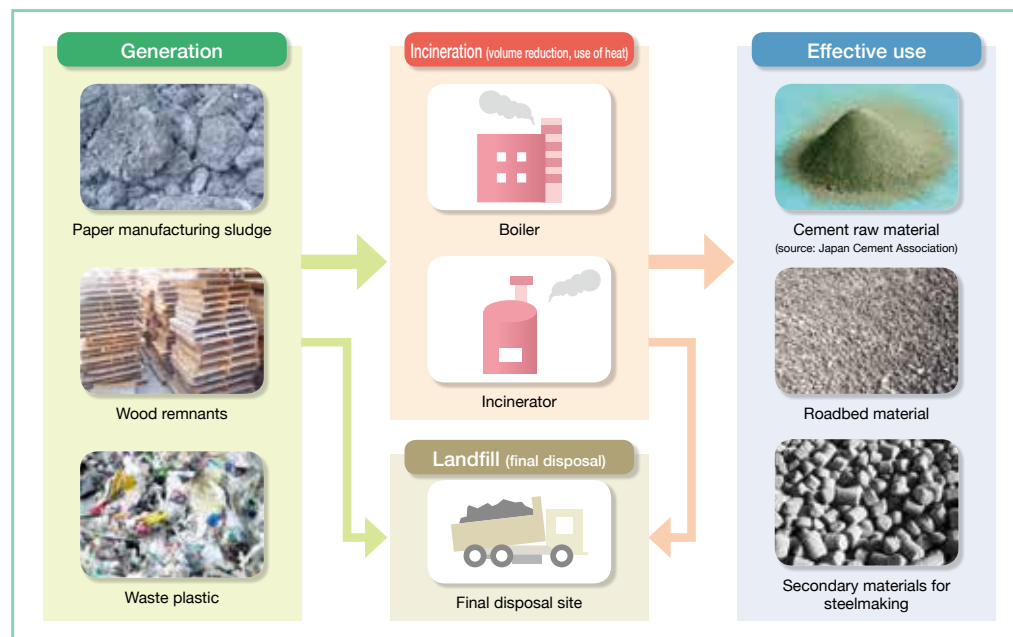 Generation
Paper manufacturing sludge
Wood remnants
Waste plastic
Incineration (volume reduction, use of heat)
Boiler
Incinerator
Landfill (final disposal)
Final disposal site
Effective use
Cement raw material
(source: Japan Cement Association)
Roadbed material
Secondary materials for
steelmaking